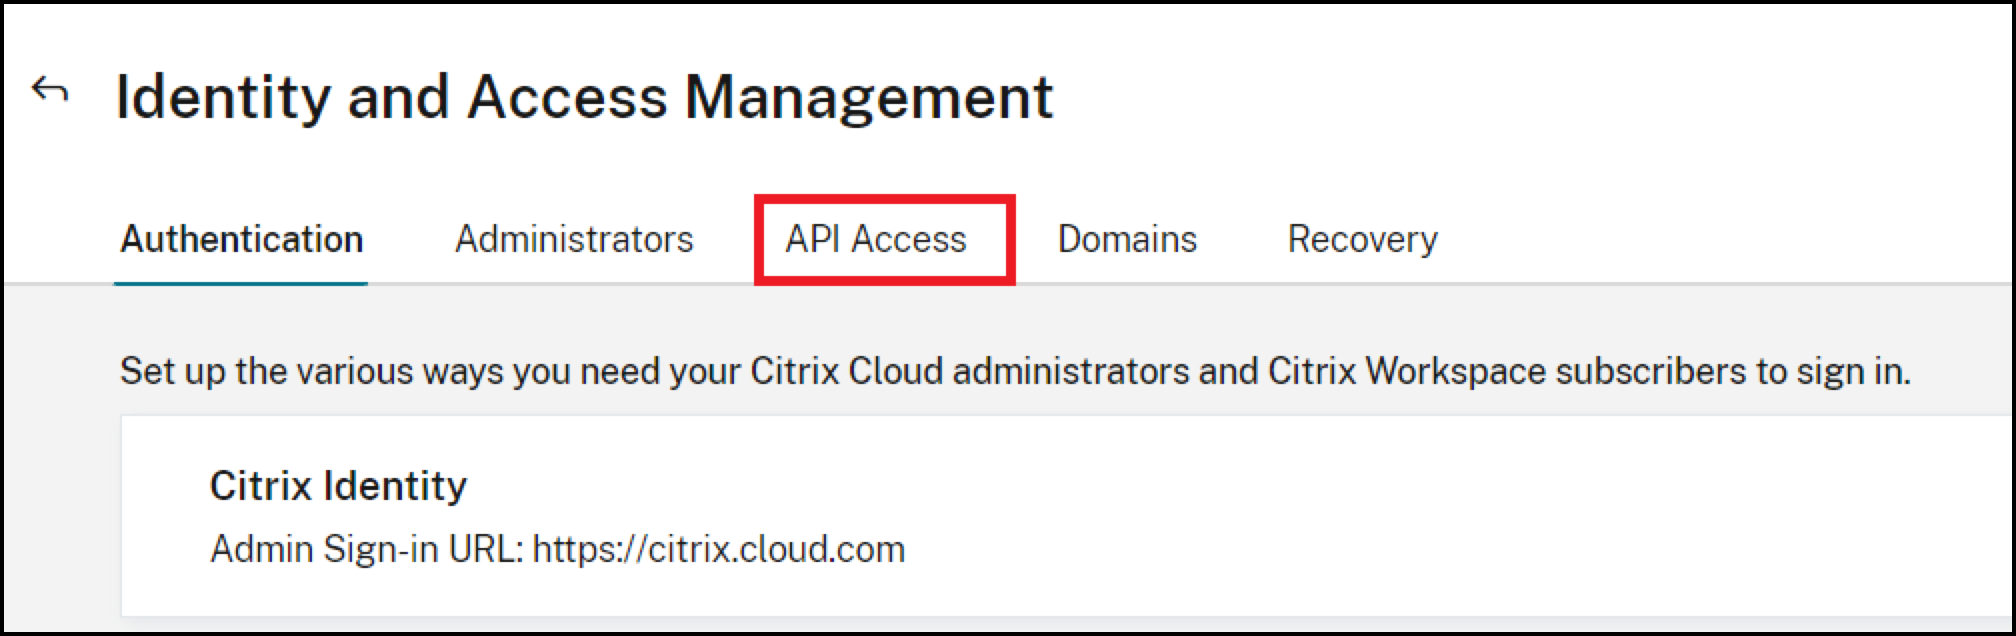 Identity and Access Management
Authentication Administrators API Access Domains Recovery
Set up the various ways you need your Citrix Cloud administrators and Citrix Workspace subscribers to sign in.
Citrix Identity
Admin Sign-in URL: https://citrix.cloud.com